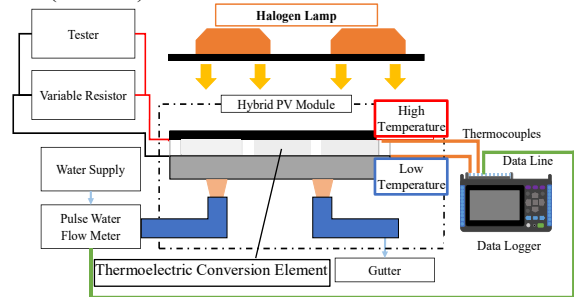 Halogen Lamp
Tester
Variable Resistor
Hybrid PV Module
High
Temperature
Thermocouples
Data Line
Water Supply
Low
Temperature
Pulse Water
Flow Meter
Data Logger
Thermoelectric Conversion Element
Gutter